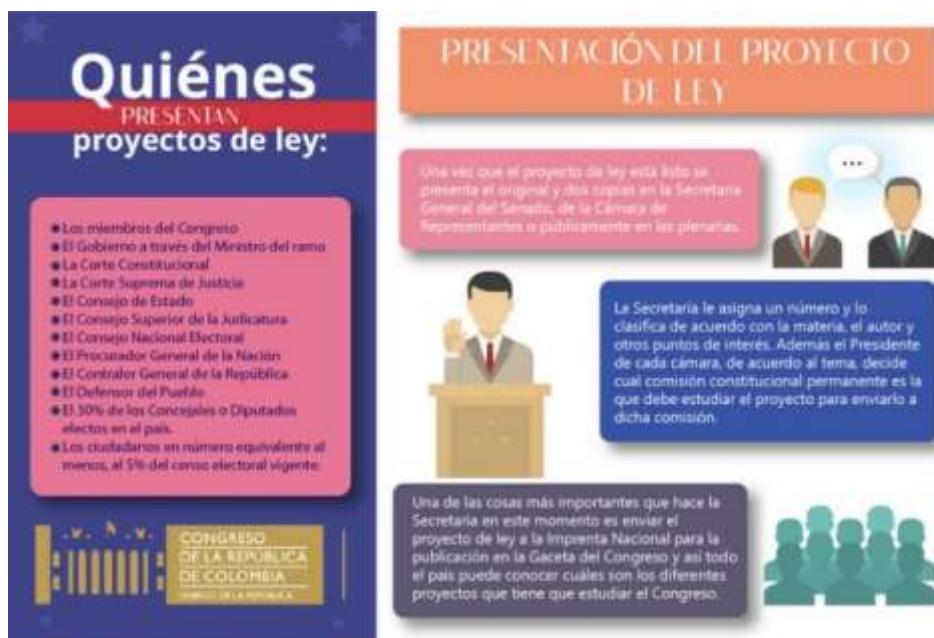 Quiénes
PRESENTAN
proyectos de ley:
Los miembros del Congreso
El Gobierno a través del Ministro del ramo
La Corte Constitucional
La Corte Suprema de Justicia
El Consejo de Estado
El Consejo Superior de la Judicatura
El Consejo Nacional Electoral
El Procurador General de la Nación
El Contralor General de la República
El Defensor del Pueblo
El 30% de los Concejales o Diputados
electos en el país.
Los ciudadanos en número equivalente al
menos, al 5% del censo electoral vigente.
CONGRESO
DE LA REPÚBLICA
DE COLOMBIA
PRESENTACIÓN DEL PROYECTO
DE LEY
Una vez que el proyecto de ley está listo se
presenta el original y dos copias en la Secretaría
General del Senado, de la Cámara de
Representantes o públicamente en las plenarias.
...
La Secretaría le asigna un número y lo
clasifica de acuerdo con la materia, el autor y
otros puntos de interés. Además el Presidente
de cada cámara, de acuerdo al tema, decide
cual comisión constitucional permanente es la
que debe estudiar el proyecto para enviarlo a
dicha comisión.
Una de las cosas más importantes que hace la
Secretaría en este momento es enviar el
proyecto de ley a la Imprenta Nacional para la
publicación en la Gaceta del Congreso y así todo
el país puede conocer cuáles son los diferentes
proyectos que tiene que estudiar el Congreso.